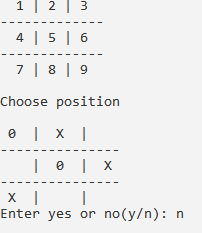 1 | 2 | 3
-------------
4 | 5 | 6
-------------
7 | 8 | 9
Choose position
0 | X |
---------------
| 0 | X
---------------
X | |
Enter yes or no(y/n): n